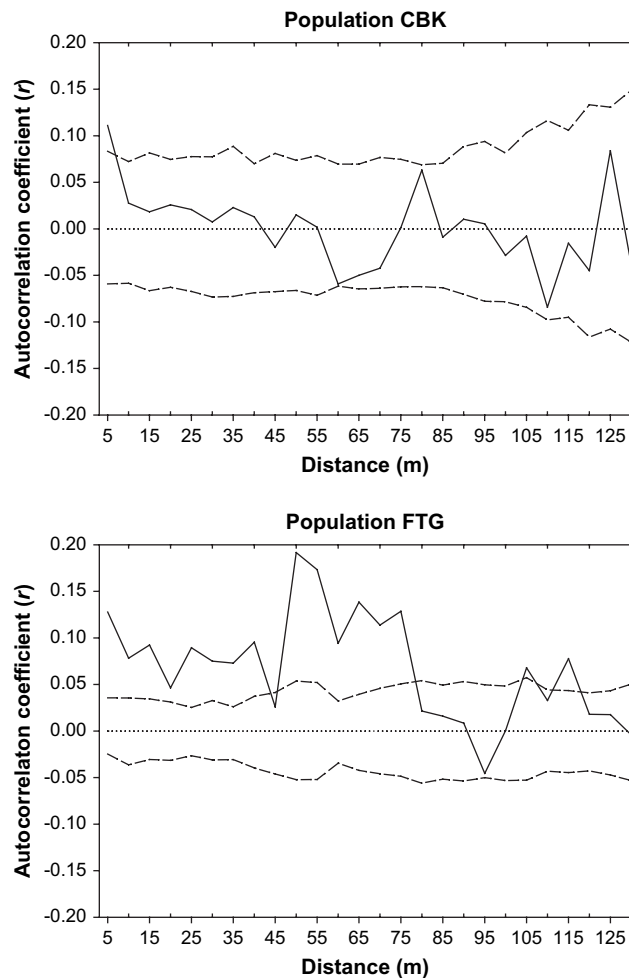 Population CBK
Autocorrelation coefficient (r)
0.20
0.15
0.10
0.05
0.00
-0.05
-0.10
-0.15
-0.20
5 15 25 35 45 55 65 75 85 95 105 115 125
Distance (m)
Population FTG
Autocorrelaton coefficient (r)
0.20
0.15
0.10
0.05
0.00
-0.05
-0.10
-0.15
-0.20
5 15 25 35 45 55 65 75 85 95 105 115 125
Distance (m)